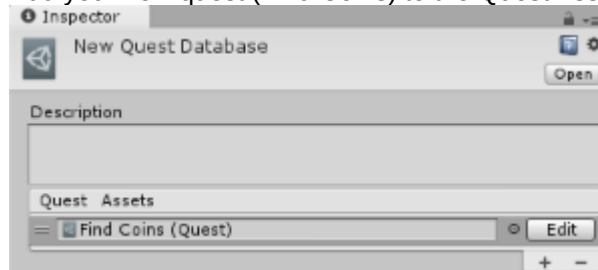 Inspector
New Quest Database
Open
Description
Quest Assets
Find Coins (Quest)
Edit
+ -